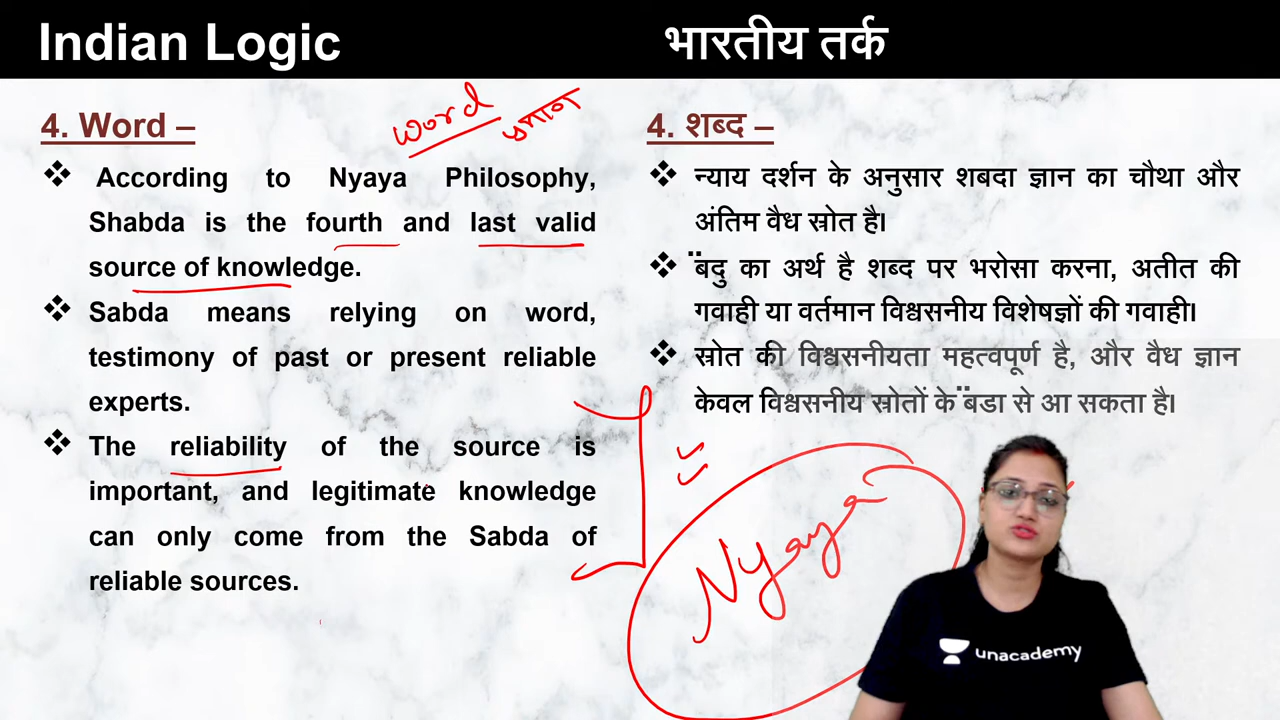 Indian Logic
भारतीय तर्क
4. Word –
word
प्रमाण
❖ According to Nyaya Philosophy,
Shabda is the fourth and last valid
source of knowledge.
❖ Sabda means relying on word,
testimony of past or present reliable
experts.
❖ The reliability of the source is
important, and legitimate knowledge
can only come from the Sabda of
reliable sources.
4. शब्द –
❖ न्याय दर्शन के अनुसार शबदा ज्ञान का चौथा और
अंतिम वैध स्रोत है।
❖ ¨बदु का अर्थ है शब्द पर भरोसा करना, अतीत की
गवाही या वर्तमान विश्वसनीय विशेषज्ञों की गवाही।
❖ स्रोत की विश्वसनीयता महत्वपूर्ण है, और वैध ज्ञान
केवल विश्वसनीय स्रोतों के ¨बडा से आ सकता है।
Nyaya
unacademy